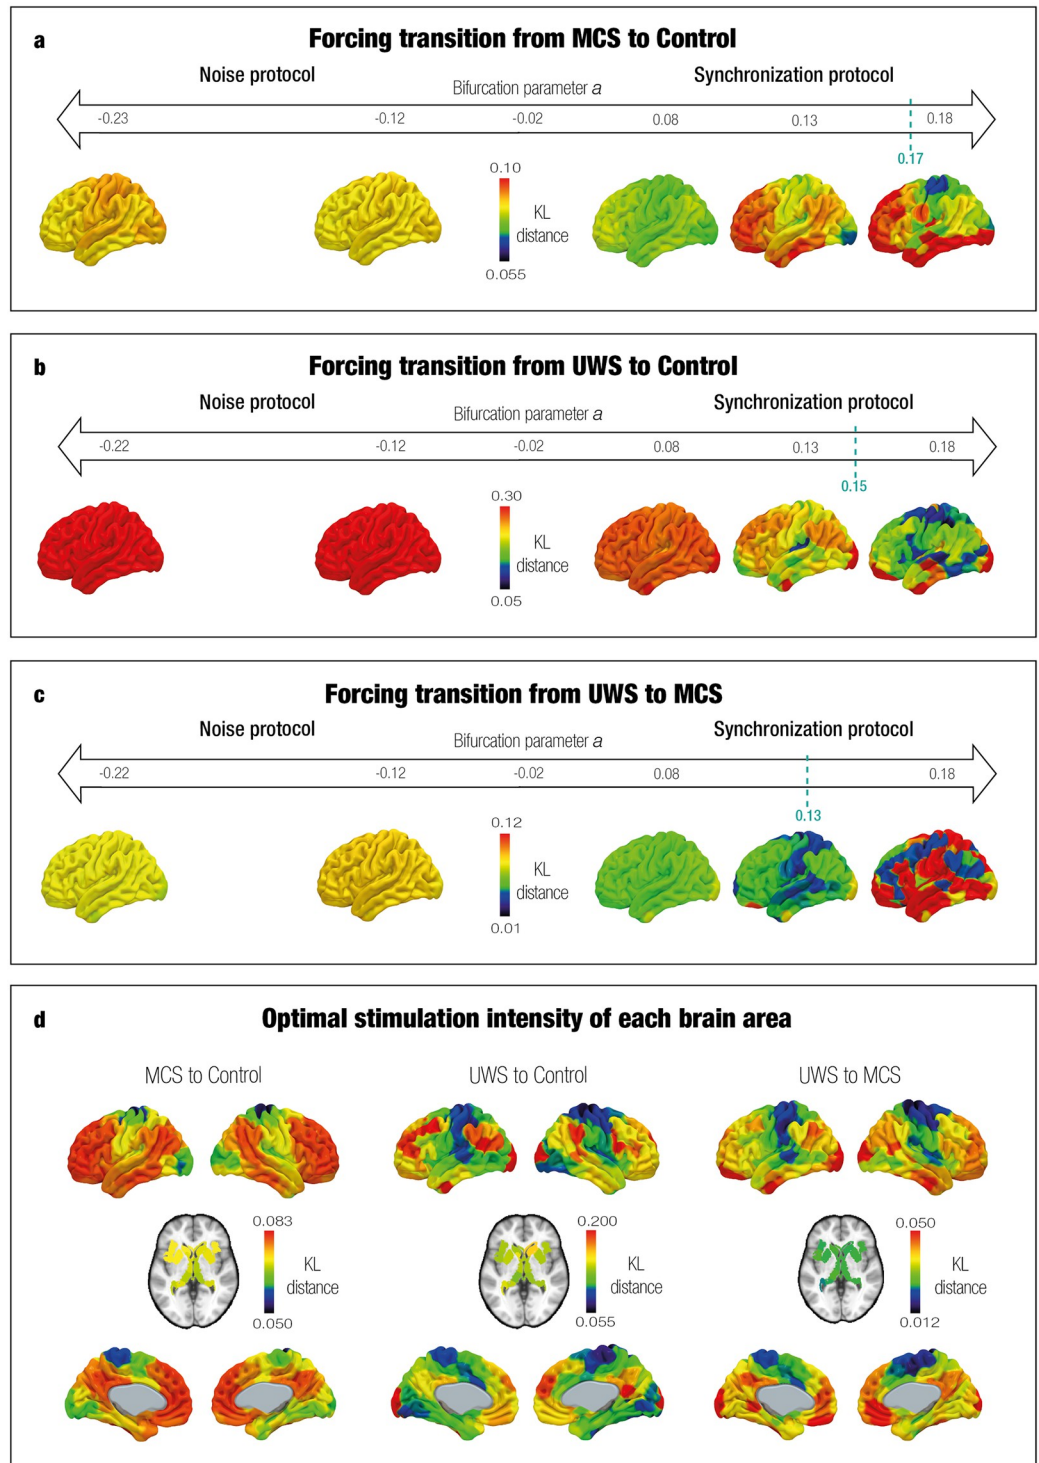 a
Forcing transition from MCS to Control
Noise protocol
Bifurcation parameter a
Synchronization protocol
-0.23
-0.12
-0.02
0.08
0.13
0.18
0.17
0.10
KL
distance
0.055
b
Forcing transition from UWS to Control
Noise protocol
Bifurcation parameter a
Synchronization protocol
-0.22
-0.12
-0.02
0.08
0.13
0.18
0.15
0.30
KL
distance
0.05
c
Forcing transition from UWS to MCS
Noise protocol
Bifurcation parameter a
Synchronization protocol
-0.22
-0.12
-0.02
0.08
0.18
0.13
0.12
KL
distance
0.01
d
Optimal stimulation intensity of each brain area
MCS to Control
UWS to Control
UWS to MCS
0.083
KL
distance
0.050
0.200
KL
distance
0.055
0.050
KL
distance
0.012